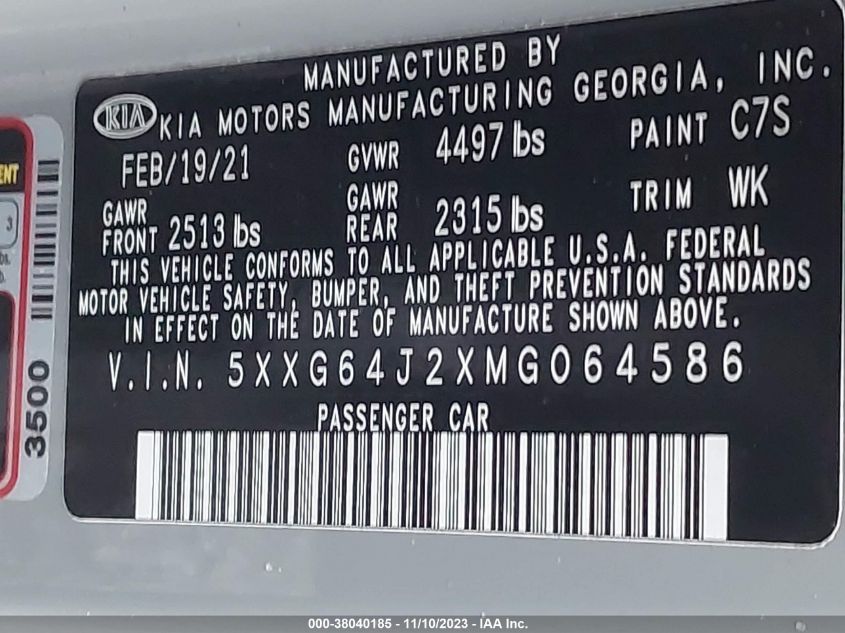 MANUFACTURED BY
KIA KIA MOTORS MANUFACTURING GEORGIA, INC.
FEB/19/21 GVWR 4497 lbs PAINT C7S
GAWR FRONT 2513 lbs GAWR REAR 2315 lbs TRIM WK
THIS VEHICLE CONFORMS TO ALL APPLICABLE U.S.A. FEDERAL
MOTOR VEHICLE SAFETY, BUMPER, AND THEFT PREVENTION STANDARDS
IN EFFECT ON THE DATE OF MANUFACTURE SHOWN ABOVE.
V.I.N. 5XXG64J2XMG064586
PASSENGER CAR
3500
3
000-38040185 - 11/10/2023 - IAA Inc.